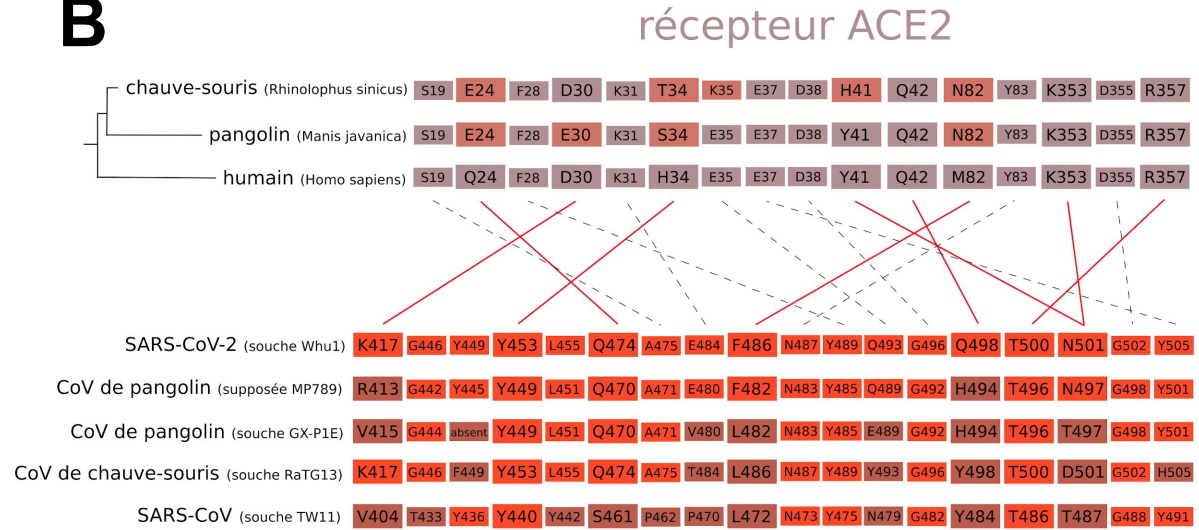 B
récepteur ACE2
chauve-souris (Rhinolophus sinicus) S19 E24 F28 D30 K31 T34 K35 E37 D38 H41 Q42 N82 Y83 K353 D355 R357
pangolin (Manis javanica) S19 E24 F28 E30 K31 S34 E35 E37 D38 Y41 Q42 N82 Y83 K353 D355 R357
humain (Homo sapiens) S19 Q24 F28 D30 K31 H34 E35 E37 D38 Y41 Q42 M82 Y83 K353 D355 R357
SARS-CoV-2 (souche Whu1) K417 G446 Y449 Y453 L455 Q474 A475 E484 F486 N487 Y489 Q493 G496 Q498 T500 N501 G502 Y505
CoV de pangolin (supposée MP789) R413 G442 Y445 Y449 L451 Q470 A471 E480 F482 N483 Y485 Q489 G492 H494 T496 N497 G498 Y501
CoV de pangolin (souche GX-P1E) V415 G444 absent Y449 L451 Q470 A471 V480 L482 N483 Y485 E489 G492 H494 T496 T497 G498 Y501
CoV de chauve-souris (souche RaTG13) K417 G446 F449 Y453 L455 Q474 A475 T484 L486 N487 Y489 Y493 G496 Y498 T500 D501 G502 H505
SARS-CoV (souche TW11) V404 T433 Y436 Y440 Y442 S461 P462 P470 L472 N473 Y475 N479 G482 Y484 T486 T487 G488 Y491